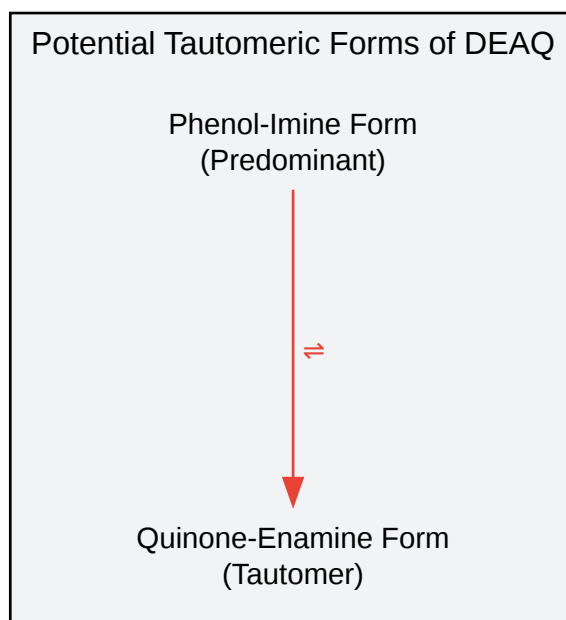 Potential Tautomeric Forms of DEAQ
Phenol-Imine Form
(Predominant)
⇌
Quinone-Enamine Form
(Tautomer)